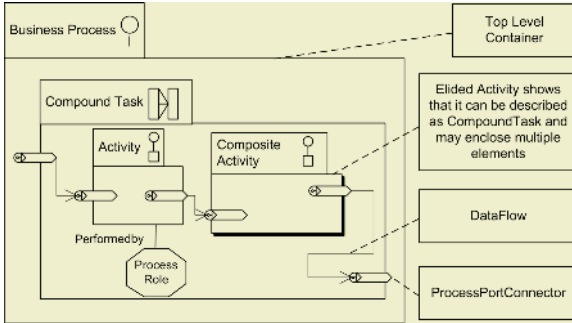 Business Process
Top Level
Container
Compound Task
Elided Activity shows
that it can be described
as CompoundTask and
may enclose multiple
elements
Activity
Composite
Activity
Performedby
Process
Role
DataFlow
ProcessPortConnector